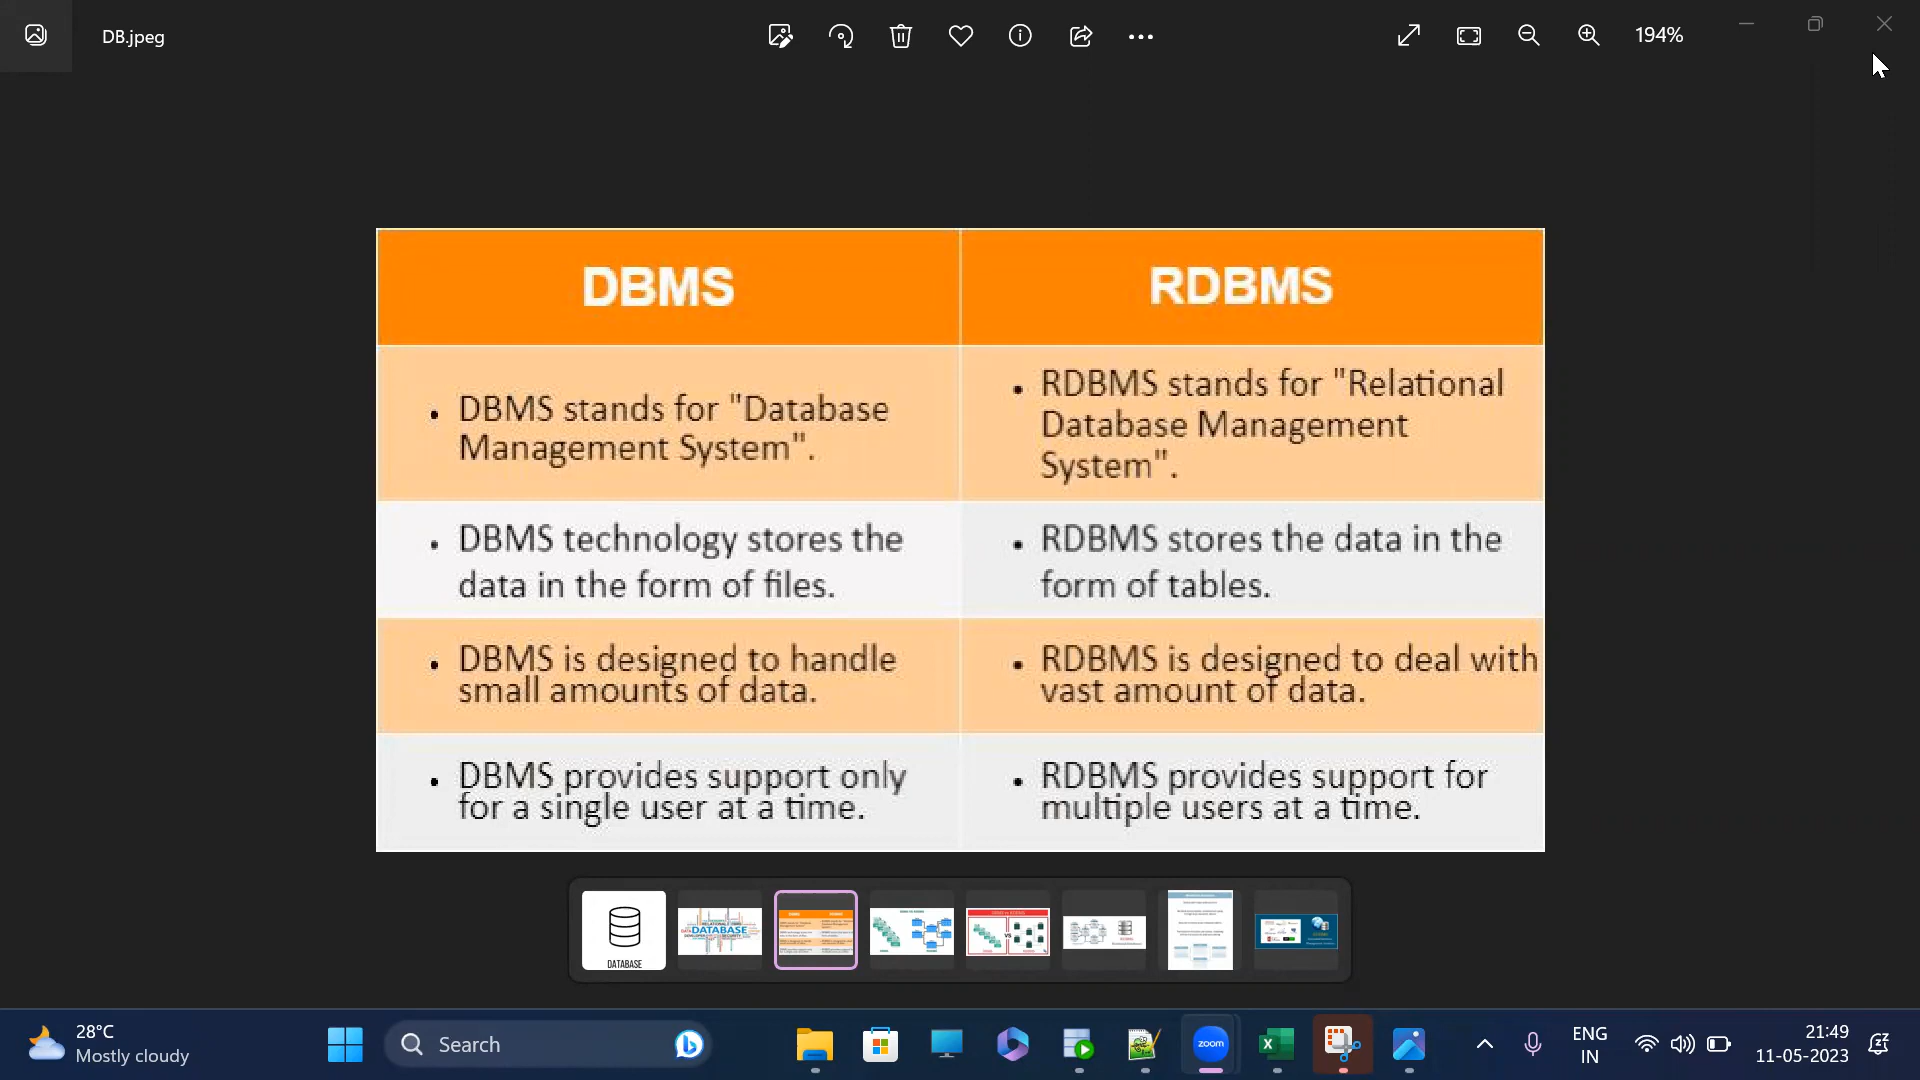 DB.jpeg
194%
DBMS
RDBMS
• DBMS stands for "Database
Management System".
• RDBMS stands for "Relational
Database Management
System".
• DBMS technology stores the
data in the form of files.
• RDBMS stores the data in the
form of tables.
• DBMS is designed to handle
small amounts of data.
• RDBMS is designed to deal with
vast amount of data.
• DBMS provides support only
for a single user at a time.
• RDBMS provides support for
multiple users at a time.
DATABASE
DATABASE
28°C
Mostly cloudy
Search
zoom
ENG
IN
21:49
11-05-2023